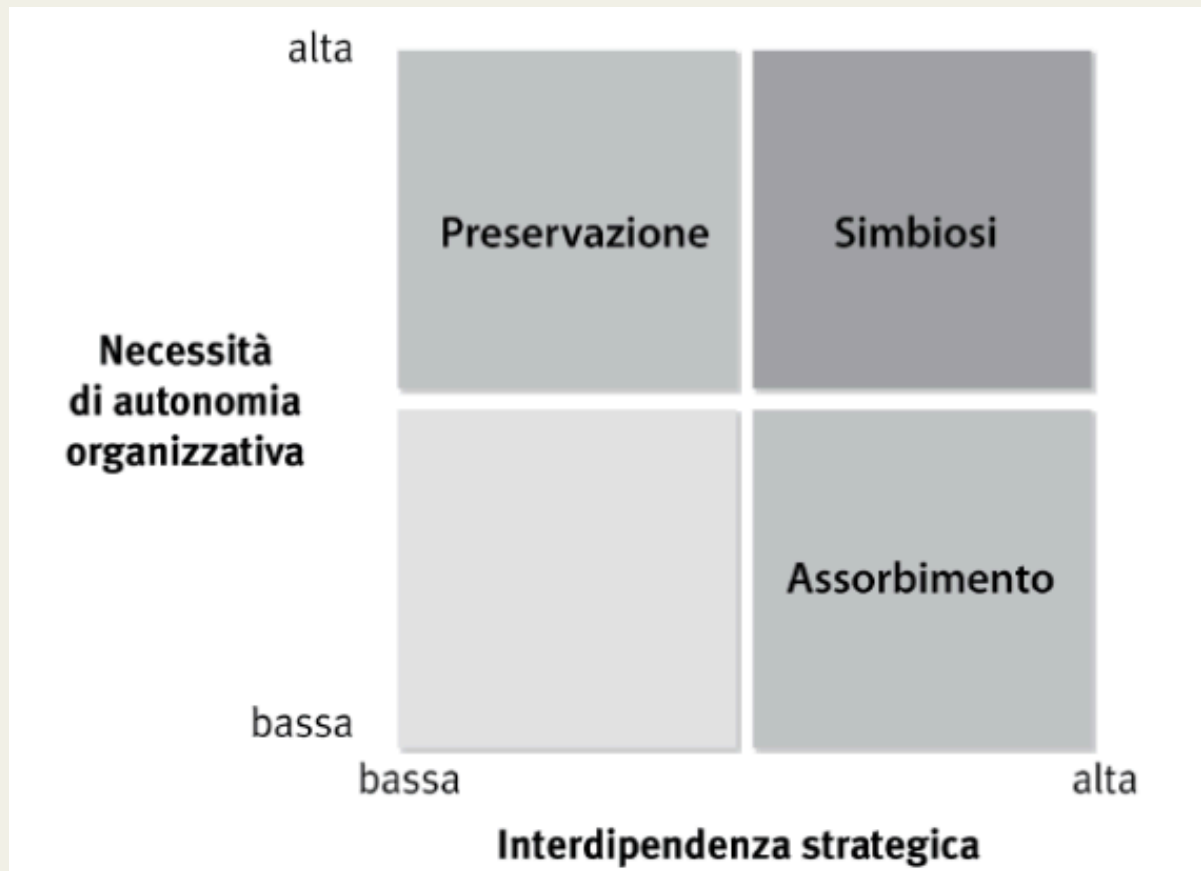 alta
Preservazione
Simbiosi
Necessità
di autonomia
organizzativa
Assorbimento
bassa
bassa
alta
Interdipendenza strategica